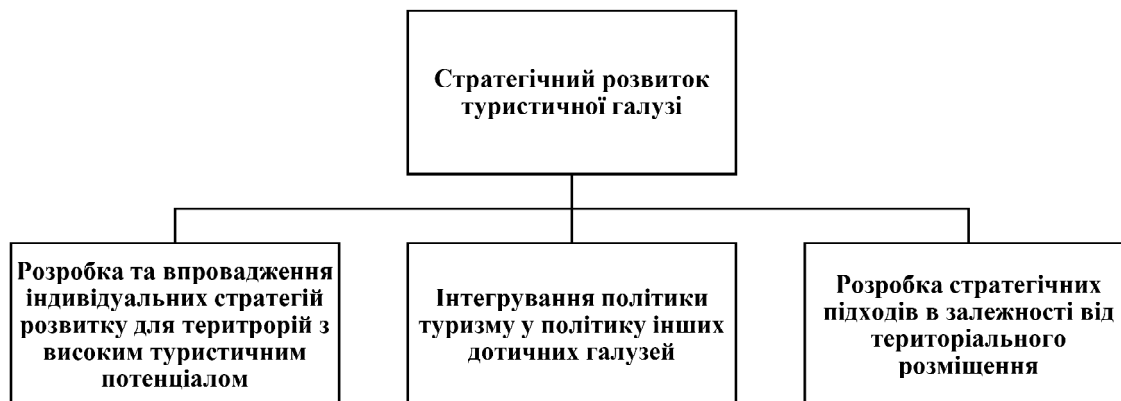 Стратегічний розвиток
туристичної галузі
Розробка та впровадження
індивідуальних стратегій
розвитку для територрій з
високим туристичним
потенціалом
Інтегрування політики
туризму у політику інших
дотичних галузей
Розробка стратегічних
підходів в залежності від
територіального
розміщення